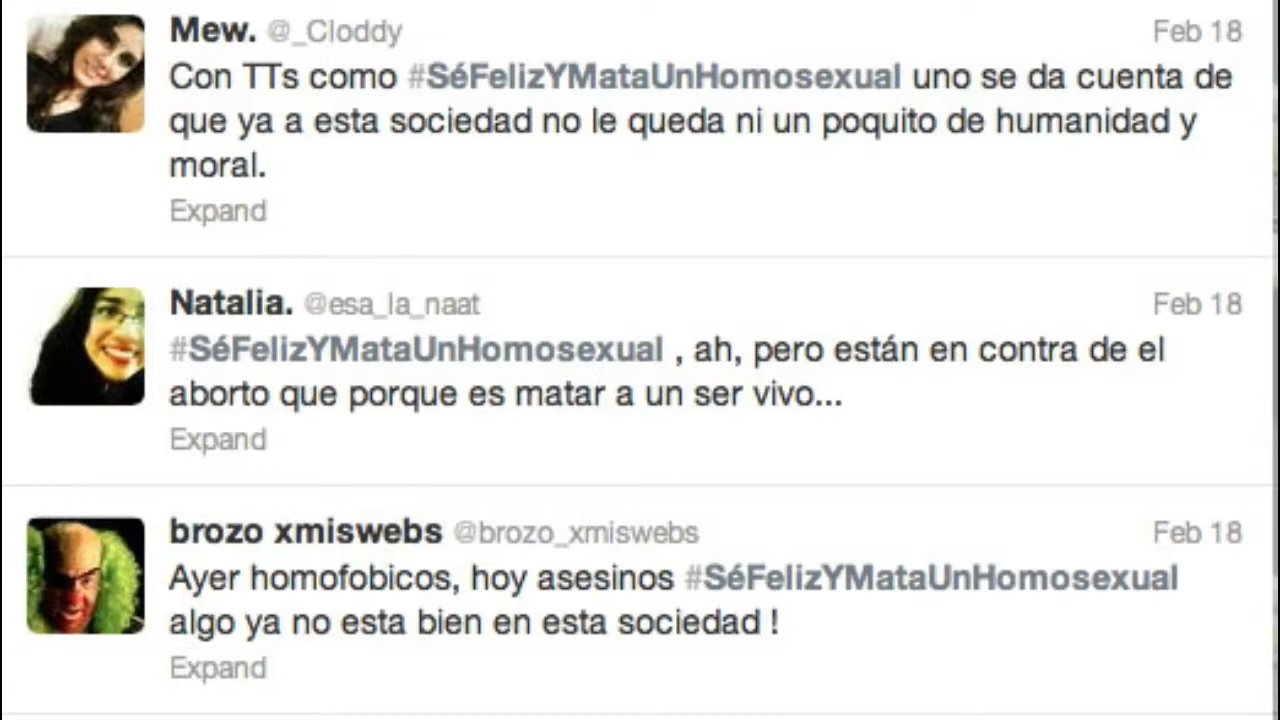 Mew. @_Cloddy Feb 18
Con TTs como #SéFelizYMataUnHomosexual uno se da cuenta de
que ya a esta sociedad no le queda ni un poquito de humanidad y
moral.
Expand
Natalia. @esa_la_naat Feb 18
#SéFelizYMataUnHomosexual , ah, pero están en contra de el
aborto que porque es matar a un ser vivo...
Expand
brozo xmiswebs @brozo_xmiswebs Feb 18
Ayer homofobicos, hoy asesinos #SéFelizYMataUnHomosexual
algo ya no esta bien en esta sociedad !
Expand